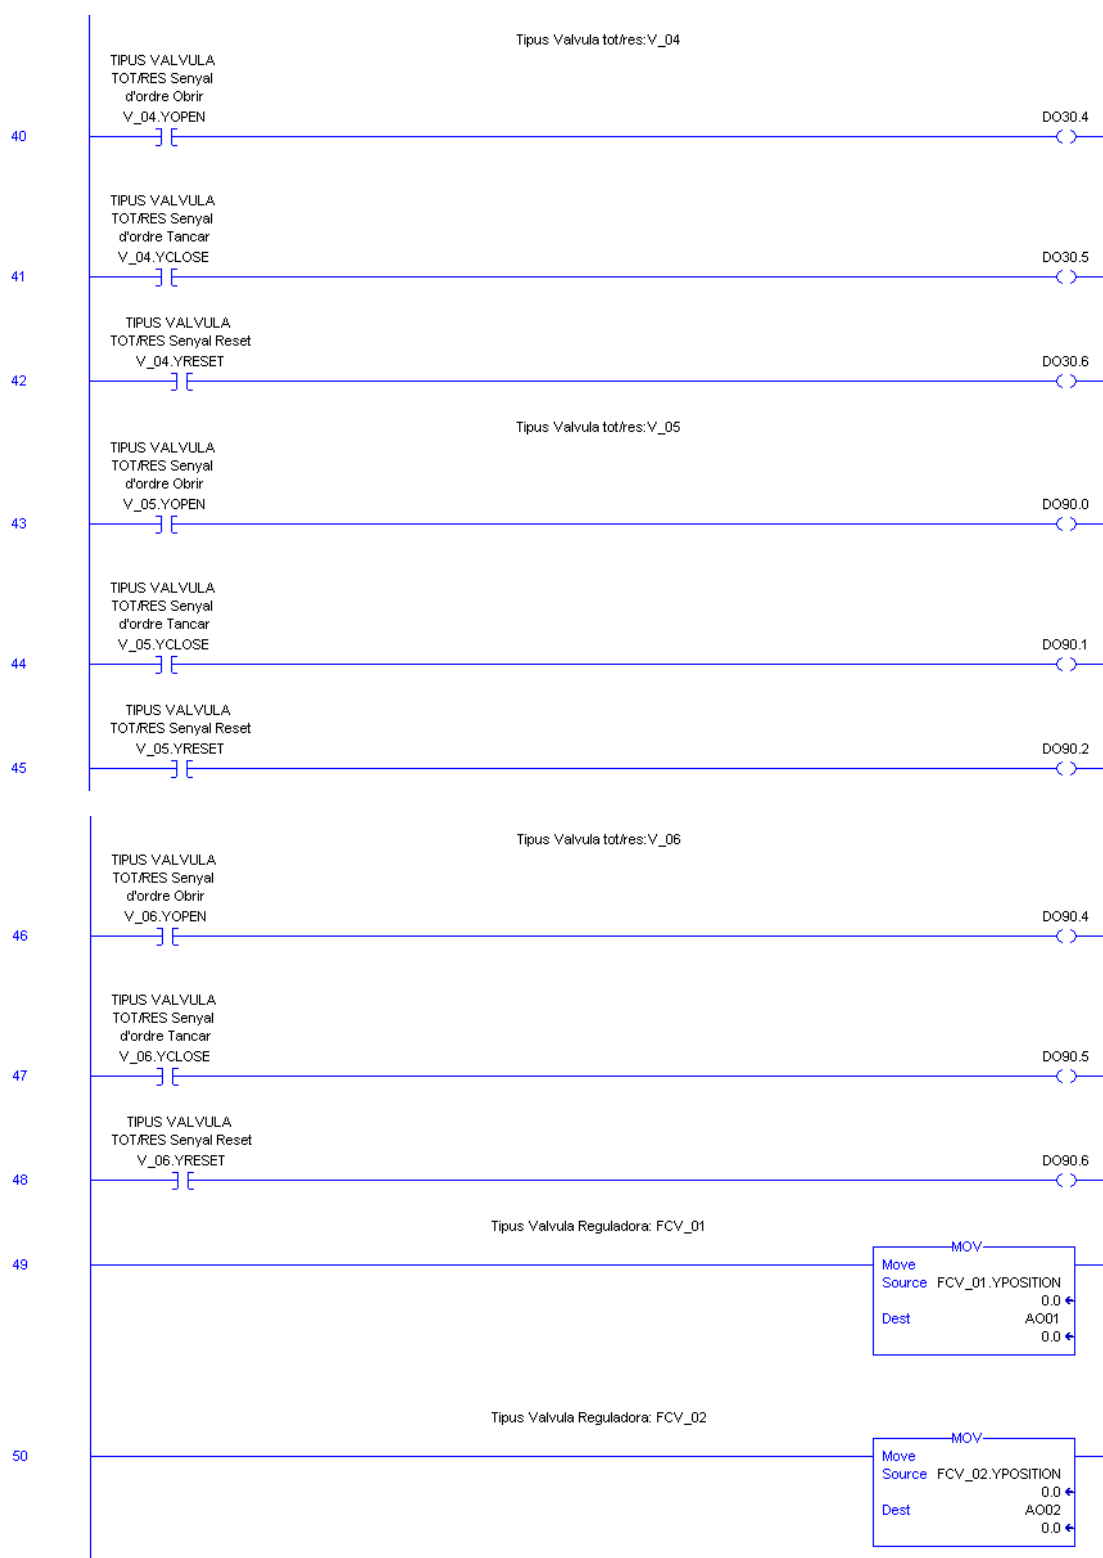 Tipus Valvula tot/res: V_04
TIPUS VALVULA
TOT/RES Senyal
d'ordre Obrir
V_04.YOPEN
DO30.4
40
TIPUS VALVULA
TOT/RES Senyal
d'ordre Tancar
V_04.YCLOSE
DO30.5
41
TIPUS VALVULA
TOT/RES Senyal Reset
V_04.YRESET
DO30.6
42
Tipus Valvula tot/res: V_05
TIPUS VALVULA
TOT/RES Senyal
d'ordre Obrir
V_05.YOPEN
DO90.0
43
TIPUS VALVULA
TOT/RES Senyal
d'ordre Tancar
V_05.YCLOSE
DO90.1
44
TIPUS VALVULA
TOT/RES Senyal Reset
V_05.YRESET
DO90.2
45
Tipus Valvula tot/res: V_06
TIPUS VALVULA
TOT/RES Senyal
d'ordre Obrir
V_06.YOPEN
DO90.4
46
TIPUS VALVULA
TOT/RES Senyal
d'ordre Tancar
V_06.YCLOSE
DO90.5
47
TIPUS VALVULA
TOT/RES Senyal Reset
V_06.YRESET
DO90.6
48
Tipus Valvula Reguladora: FCV_01
MOV
49
Move
Source FCV_01.YPOSITION
0.0
Dest AO01
0.0
Tipus Valvula Reguladora: FCV_02
MOV
50
Move
Source FCV_02.YPOSITION
0.0
Dest AO02
0.0